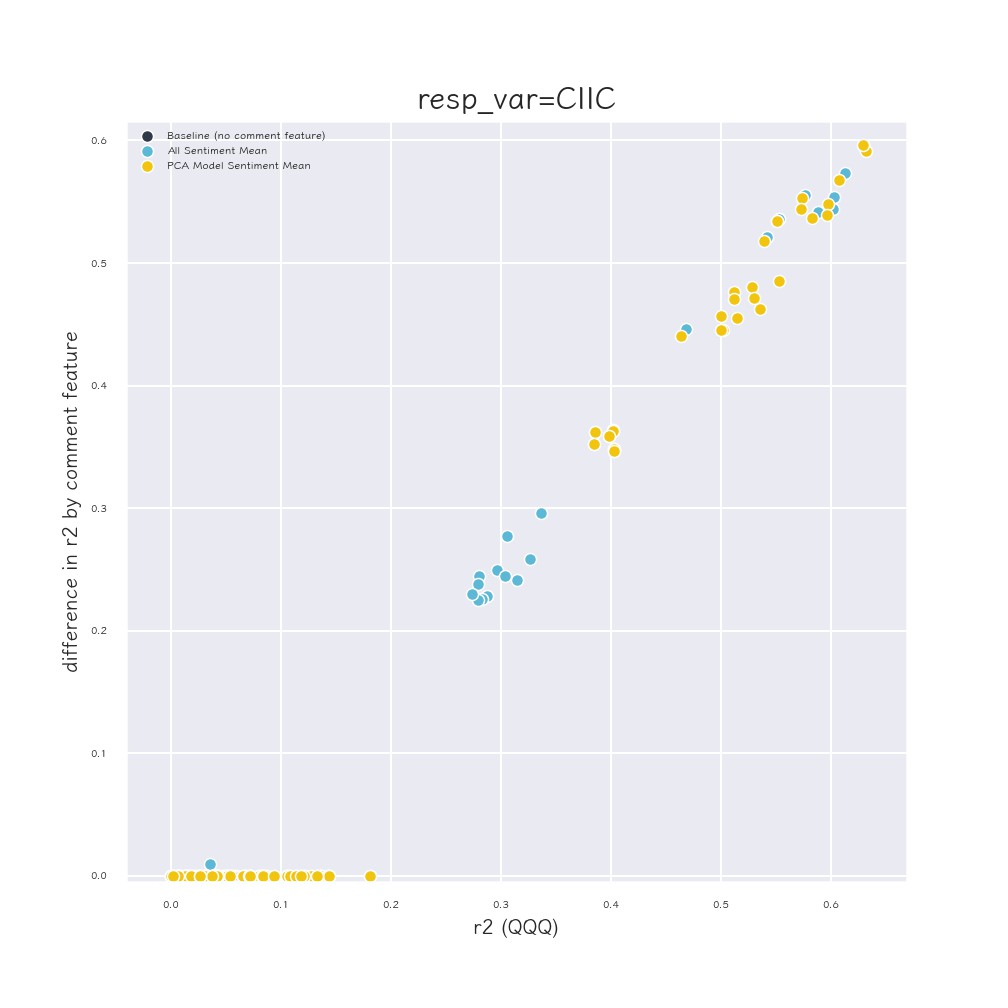 resp_var=CIIC
Baseline (no comment feature)
All Sentiment Mean
PCA Model Sentiment Mean
difference in r2 by comment feature
0.6
0.5
0.4
0.3
0.2
0.1
0.0
0.0 0.1 0.2 0.3 0.4 0.5 0.6
r2 (QQQ)